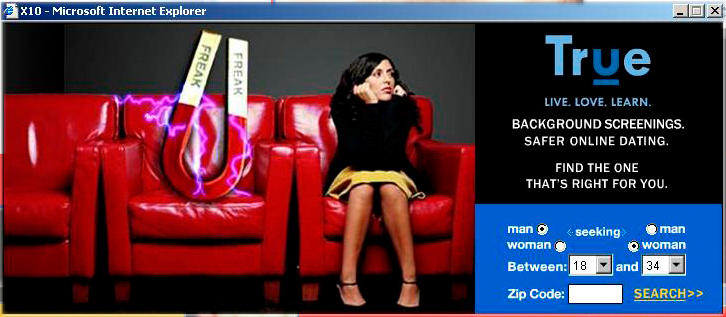 X10 - Microsoft Internet Explorer
FREAK FREAK
True
LIVE. LOVE. LEARN.
BACKGROUND SCREENINGS.
SAFER ONLINE DATING.
FIND THE ONE
THAT'S RIGHT FOR YOU.
man seeking man
woman woman
Between: 18 and 34
Zip Code: SEARCH>>